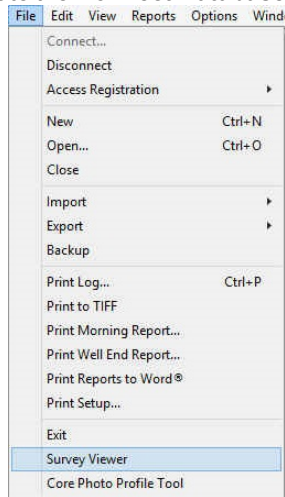 File Edit View Reports Options Wind
Connect...
Disconnect
Access Registration
New Ctrl+N
Open... Ctrl+O
Close
Import
Export
Backup
Print Log... Ctrl+P
Print to TIFF
Print Morning Report...
Print Well End Report...
Print Reports to Word®
Print Setup...
Exit
Survey Viewer
Core Photo Profile Tool